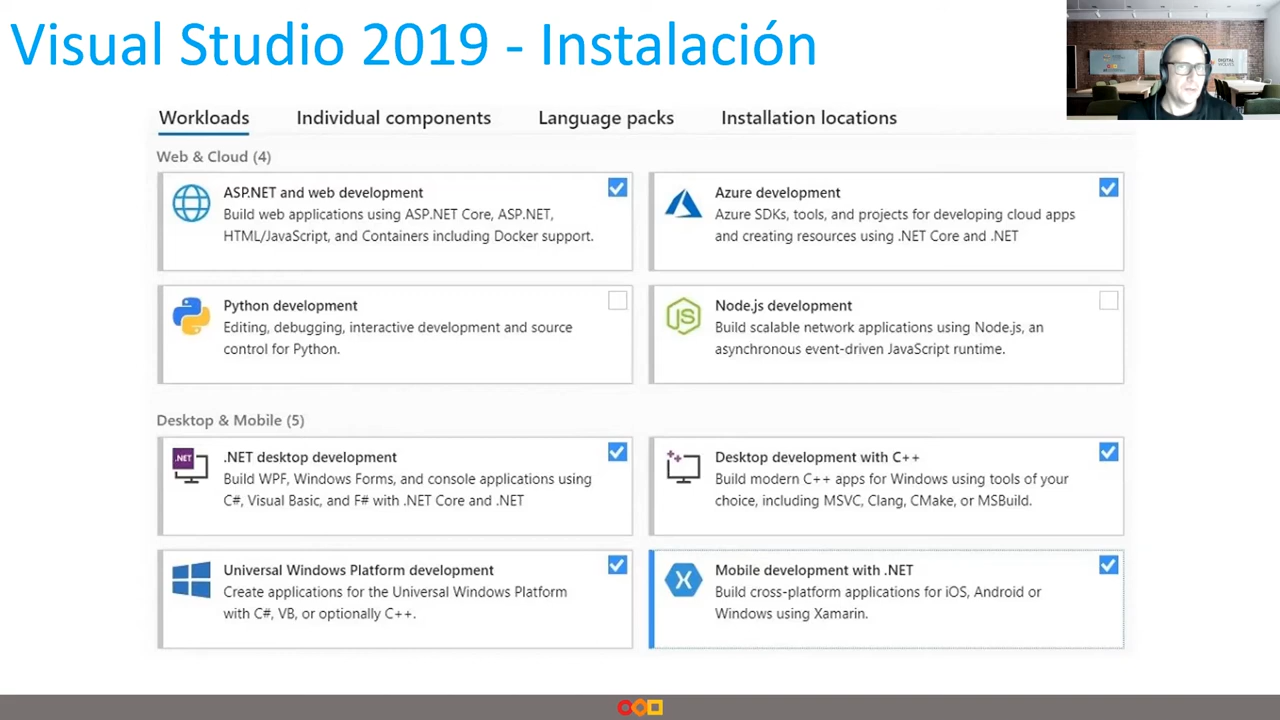 Visual Studio 2019 - Instalación
Workloads
Individual components
Language packs
Installation locations
Web & Cloud (4)
ASP.NET and web development
Build web applications using ASP.NET Core, ASP.NET,
HTML/JavaScript, and Containers including Docker support.
Azure development
Azure SDKs, tools, and projects for developing cloud apps
and creating resources using .NET Core and .NET
Python development
Editing, debugging, interactive development and source
control for Python.
JS
Node.js development
Build scalable network applications using Node.js, an
asynchronous event-driven JavaScript runtime.
Desktop & Mobile (5)
.NET
.NET desktop development
Build WPF, Windows Forms, and console applications using
C#, Visual Basic, and F# with .NET Core and .NET
Desktop development with C++
Build modern C++ apps for Windows using tools of your
choice, including MSVC, Clang, CMake, or MSBuild.
Universal Windows Platform development
Create applications for the Universal Windows Platform
with C#, VB, or optionally C++.
Mobile development with .NET
Build cross-platform applications for iOS, Android or
Windows using Xamarin.